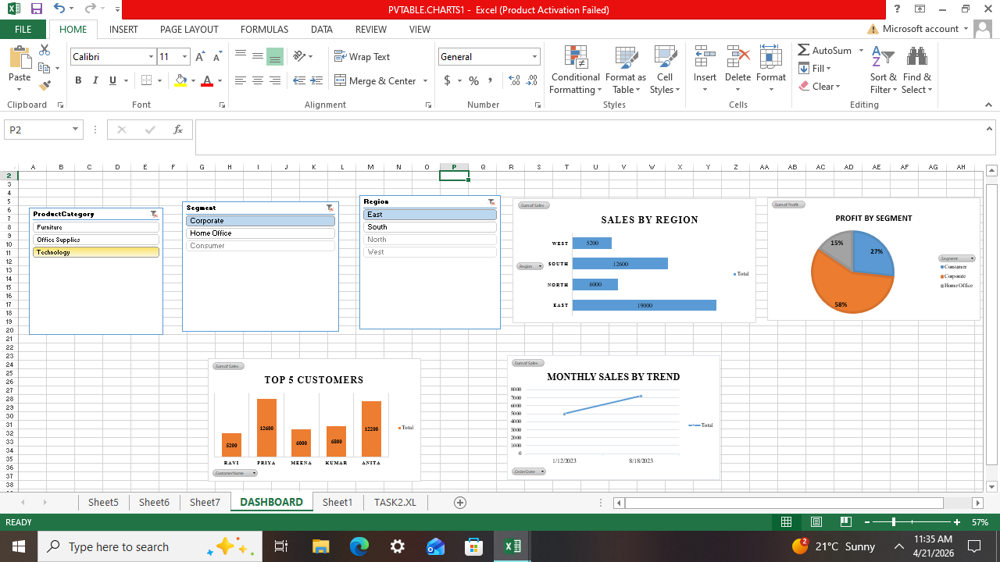 PVTABLE.CHARTS1 - Excel (Product Activation Failed)
FILE HOME INSERT PAGE LAYOUT FORMULAS DATA REVIEW VIEW Microsoft account
Paste
Clipboard
Calibri 11
B I U
Font
Wrap Text
Merge & Center
Alignment
General
$ % ,
Number
Conditional Formatting
Format as Table
Cell Styles
Styles
Insert Delete Format
Cells
AutoSum
Fill
Clear
Sort & Filter
Find & Select
Editing
P2
fx
A B C D E F G H I J K L M N O P Q R S T U V W X Y Z AA AB AC AD AE AF AG AH
2
3
4
5
6
7
8
9
10
11
12
13
14
15
16
17
18
19
20
21
22
23
24
25
26
27
28
29
30
31
32
33
34
35
36
37
38
ProductCategory
Furniture
Office Supplies
Technology
Segment
Corporate
Home Office
Consumer
Region
East
South
North
West
Sum of Sales
SALES BY REGION
WEST 5200
Region
SOUTH 12600
NORTH 6000
EAST 19000
Total
Sum of Profit
PROFIT BY SEGMENT
15%
27%
58%
Segment
Consumer
Corporate
Home Office
Sum of Sales
TOP 5 CUSTOMERS
5200 12600 6000 6800 12200
RAVI PRIYA MEENA KUMAR ANITA
Total
CustomerName
Sum of Sales
MONTHLY SALES BY TREND
8000
7000
6000
5000
4000
3000
2000
1000
0
1/12/2023 8/18/2023
Total
OrderDate
Sheet5 Sheet6 Sheet7 DASHBOARD Sheet1 TASK2.XL
READY
57%
Type here to search
2
21°C Sunny
11:35 AM
4/21/2026